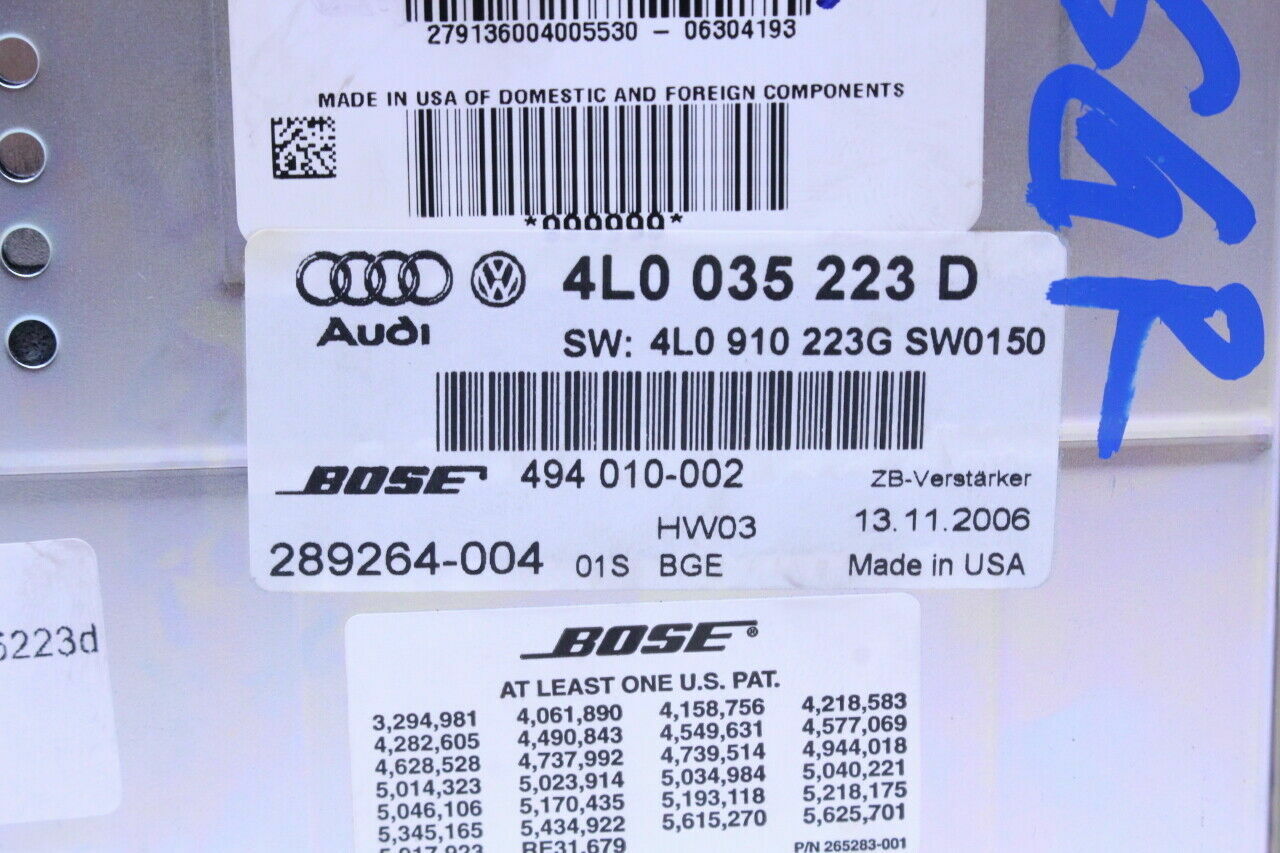 279136004005530 - 06304193
MADE IN USA OF DOMESTIC AND FOREIGN COMPONENTS
*000000*
Audi
4L0 035 223 D
SW: 4L0 910 223G SW0150
BOSE 494 010-002 ZB-Verstärker
HW03 13.11.2006
289264-004 01S BGE Made in USA
5223d
BOSE®
AT LEAST ONE U.S. PAT.
3,294,981 4,061,890 4,158,756 4,218,583
4,282,605 4,490,843 4,549,631 4,577,069
4,628,528 4,737,992 4,739,514 4,944,018
5,014,323 5,023,914 5,034,984 5,040,221
5,046,106 5,170,435 5,193,118 5,218,175
5,345,165 5,434,922 5,615,270 5,625,701
RE31,679
P/N 265283-001